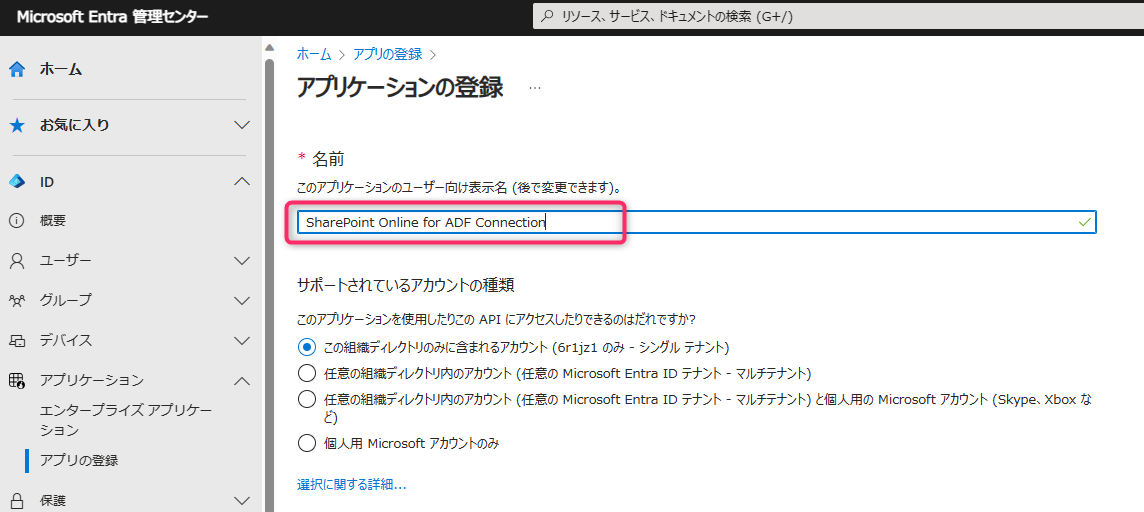 Microsoft Entra 管理センター
リソース、サービス、ドキュメントの検索 (G+/)
ホーム
お気に入り
ID
概要
ユーザー
グループ
デバイス
アプリケーション
エンタープライズ アプリケー
ション
アプリの登録
保護
ホーム > アプリの登録 >
アプリケーションの登録 …
* 名前
このアプリケーションのユーザー向け表示名 (後で変更できます)。
SharePoint Online for ADF Connection
サポートされているアカウントの種類
このアプリケーションを使用したりこの API にアクセスしたりできるのはだれですか?
この組織ディレクトリのみに含まれるアカウント (6r1jz1 のみ - シングル テナント)
任意の組織ディレクトリ内のアカウント (任意の Microsoft Entra ID テナント - マルチテナント)
任意の組織ディレクトリ内のアカウント (任意の Microsoft Entra ID テナント - マルチテナント) と個人用の Microsoft アカウント (Skype、Xbox な
ど)
個人用 Microsoft アカウントのみ
選択に関する詳細...